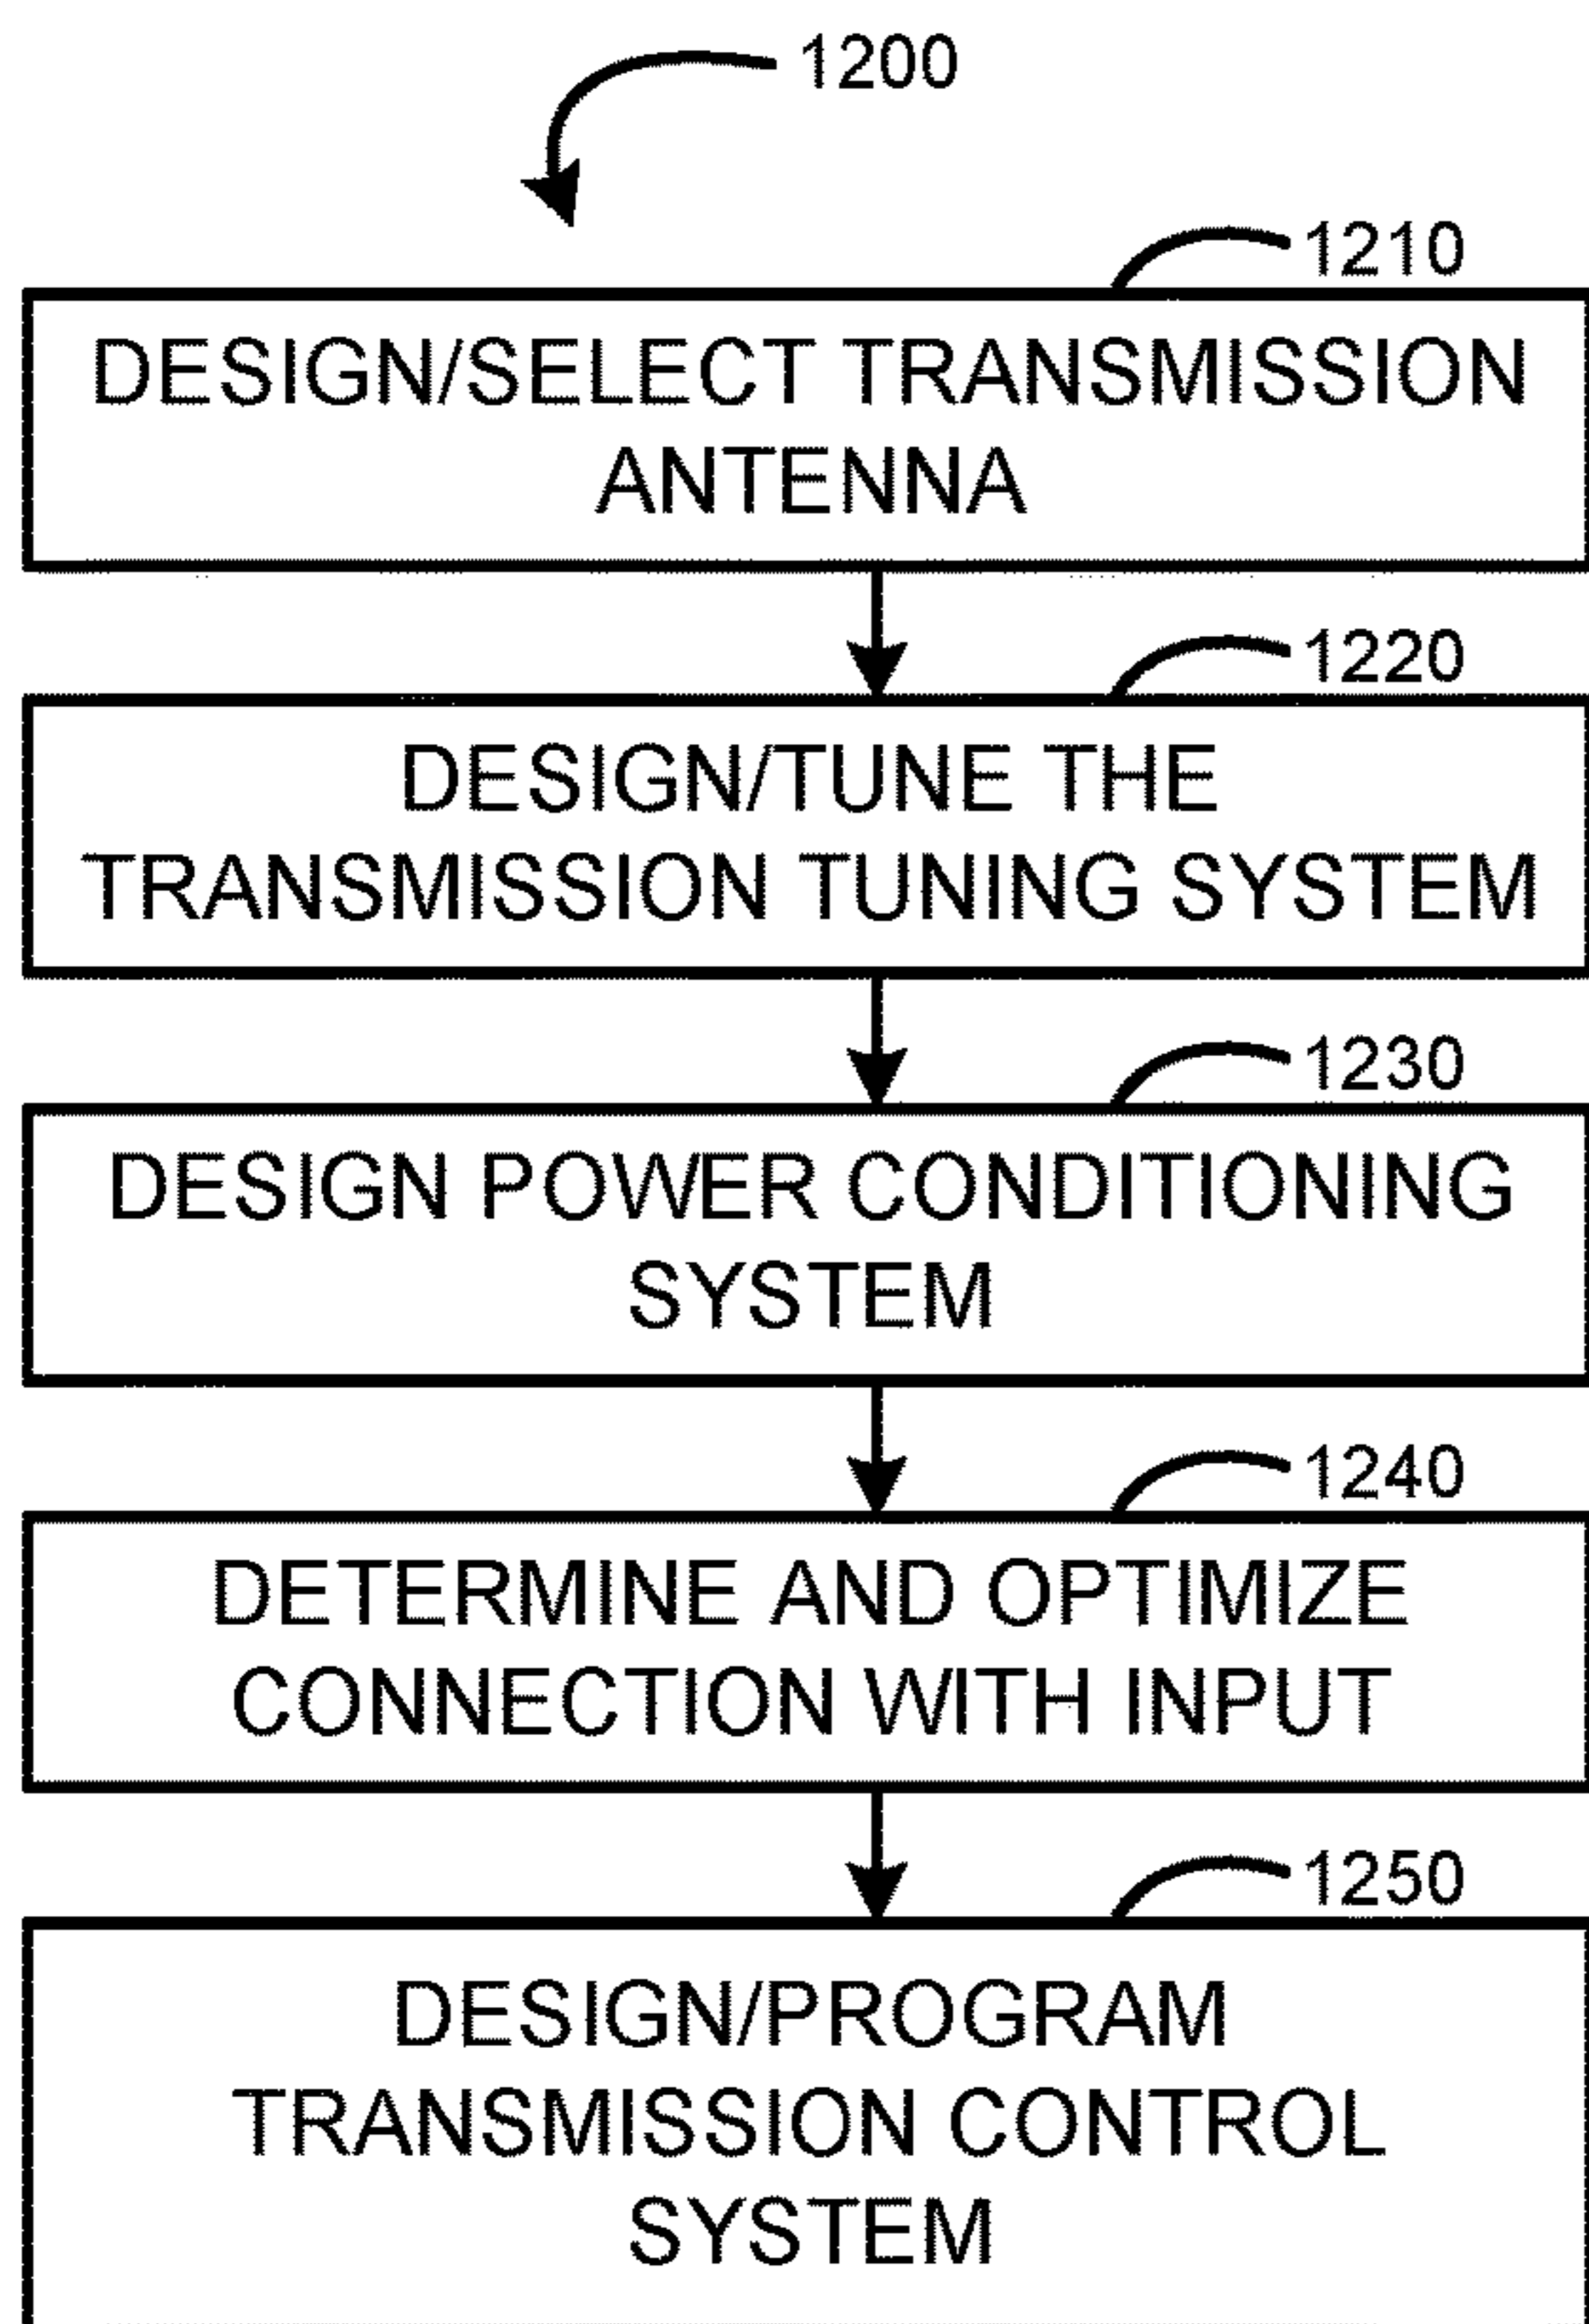 1200
1210
DESIGN/SELECT TRANSMISSION
ANTENNA
1220
DESIGN/TUNE THE
TRANSMISSION TUNING SYSTEM
1230
DESIGN POWER CONDITIONING
SYSTEM
1240
DETERMINE AND OPTIMIZE
CONNECTION WITH INPUT
1250
DESIGN/PROGRAM
TRANSMISSION CONTROL
SYSTEM